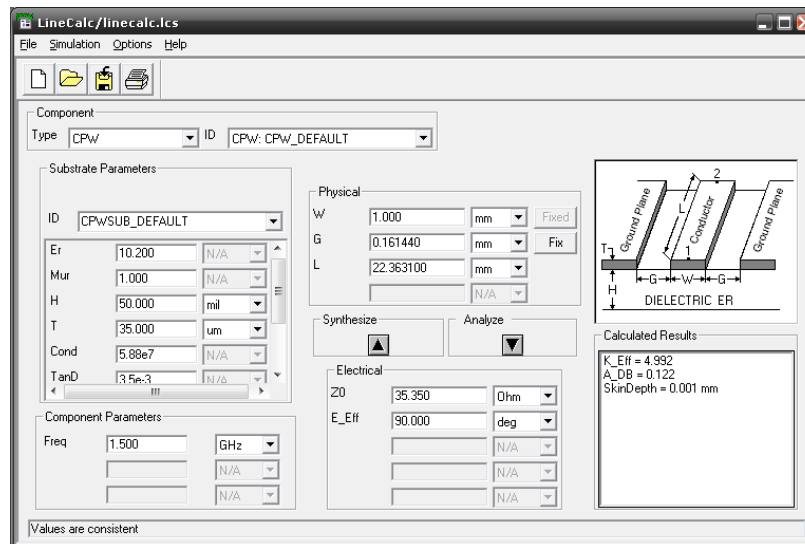 LineCalc/linecalc.lcs
File Simulation Options Help
Component
Type CPW ID CPW: CPW_DEFAULT
Substrate Parameters
ID CPWSUB_DEFAULT
Er 10.200 N/A
Mur 1.000 N/A
H 50.000 mil
T 35.000 um
Cond 5.88e7 N/A
TanD 3.5e-3 N/A
Component Parameters
Freq 1.500 GHz
N/A
N/A
Physical
W 1.000 mm Fixed
G 0.161440 mm Fix
L 22.363100 mm
N/A
Synthesize Analyze
Electrical
Z0 35.350 Ohm
E_Eff 90.000 deg
N/A
N/A
N/A
2
Ground Plane
L
Conductor
Ground Plane
T
1
G W G
H
DIELECTRIC ER
Calculated Results
K_Eff = 4.992
A_DB = 0.122
SkinDepth = 0.001 mm
Values are consistent